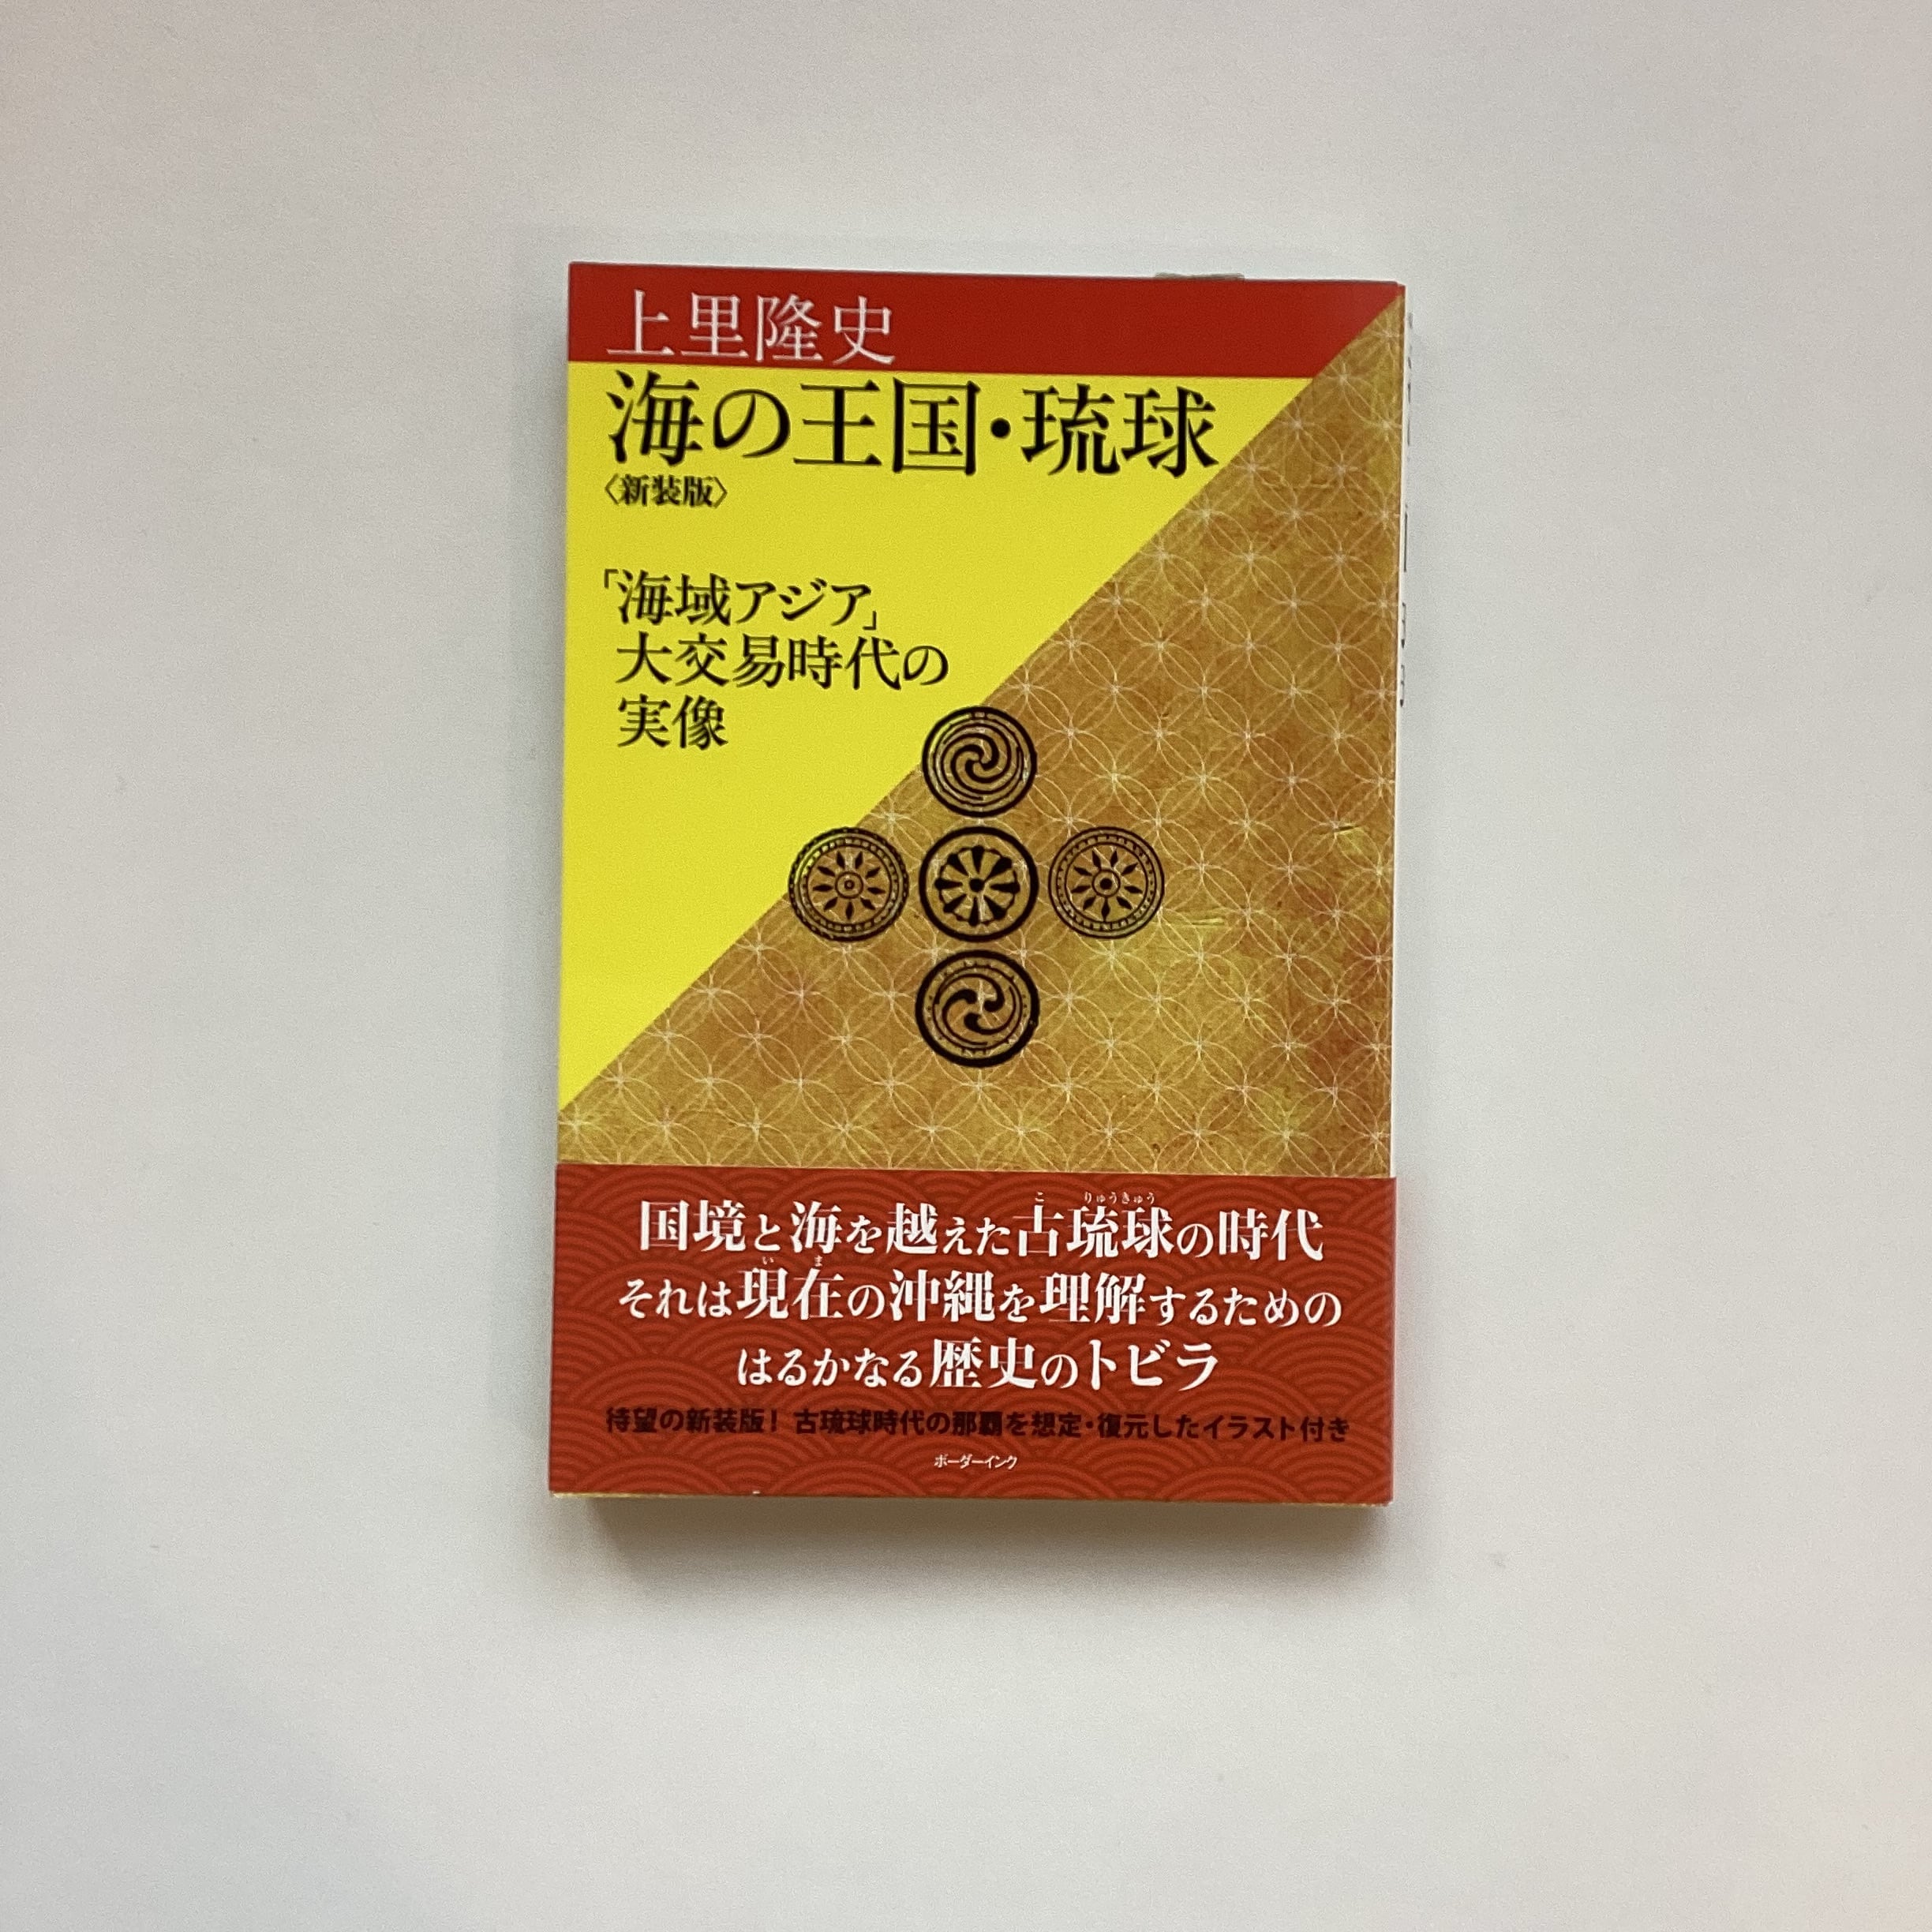 上里隆史
海の王国・琉球
〈新装版〉
「海域アジア」
大交易時代の
実像
国境と海を越えた古琉球の時代
それは現在の沖縄を理解するための
はるかなる歴史のトビラ
待望の新装版！ 古琉球時代の那覇を想定・復元したイラスト付き
ボーダーインク